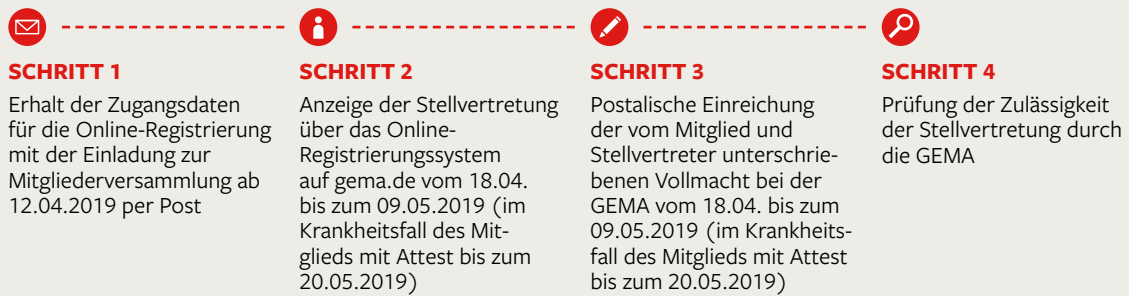 SCHRITT 1
Erhalt der Zugangsdaten
für die Online-Registrierung
mit der Einladung zur
Mitgliederversammlung ab
12.04.2019 per Post
SCHRITT 2
Anzeige der Stellvertretung
über das Online-
Registrierungssystem
auf gema.de vom 18.04.
bis zum 09.05.2019 (im
Krankheitsfall des Mit-
glieds mit Attest bis zum
20.05.2019)
SCHRITT 3
Postalische Einreichung
der vom Mitglied und
Stellvertreter unterschrie-
benen Vollmacht bei der
GEMA vom 18.04. bis zum
09.05.2019 (im Krankheits-
fall des Mitglieds mit Attest
bis zum 20.05.2019)
SCHRITT 4
Prüfung der Zulässigkeit
der Stellvertretung durch
die GEMA